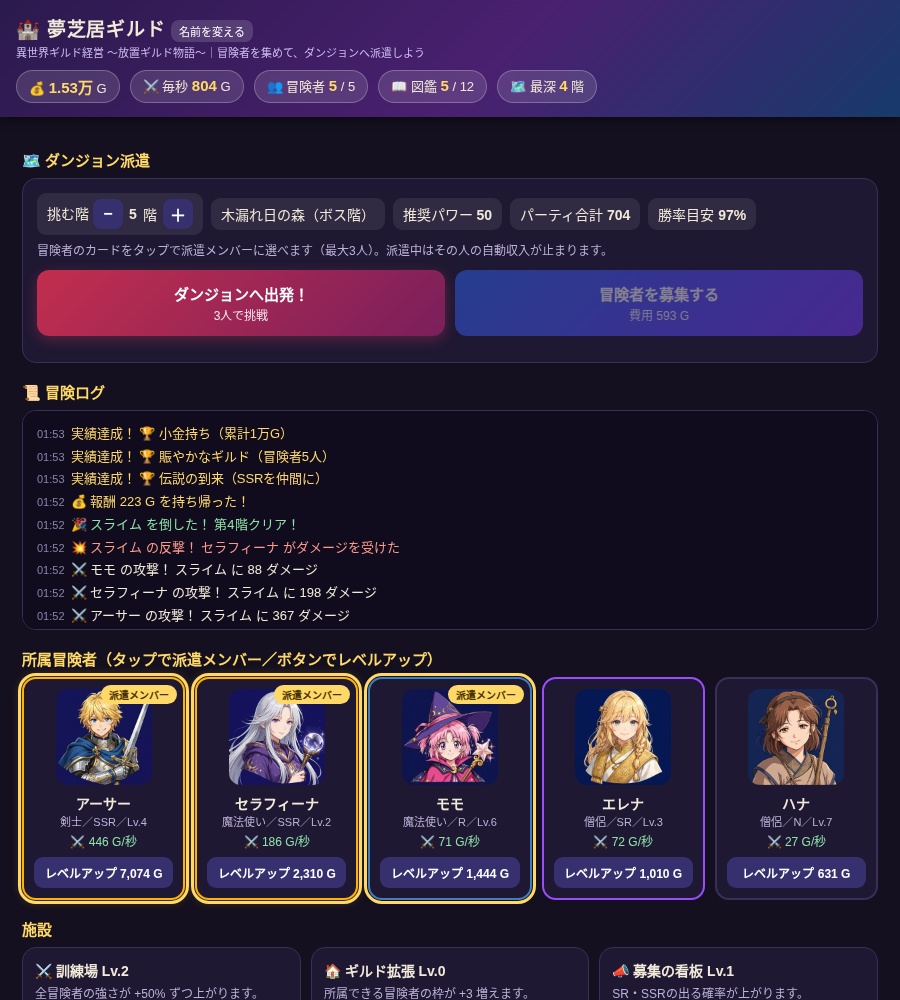 🏰 夢芝居ギルド 名前を変える
異世界ギルド経営 〜放置ギルド物語〜｜冒険者を集めて、ダンジョンへ派遣しよう
💰 1.53万 G ⚔️ 毎秒 804 G 👥 冒険者 5 / 5 📖 図鑑 5 / 12 🗺️ 最深 4 階
🗺️ ダンジョン派遣
挑む階 − 5 階 ＋ 木漏れ日の森（ボス階） 推奨パワー 50 パーティ合計 704 勝率目安 97%
冒険者のカードをタップで派遣メンバーに選べます（最大3人）。派遣中はその人の自動収入が止まります。
ダンジョンへ出発！ 冒険者を募集する
3人で挑戦 費用 593 G
📜 冒険ログ
01:53 実績達成！ 🏆 小金持ち（累計1万G）
01:53 実績達成！ 🏆 賑やかなギルド（冒険者5人）
01:53 実績達成！ 🏆 伝説の到来（SSRを仲間に）
01:52 💰 報酬 223 G を持ち帰った！
01:52 🎉 スライム を倒した！ 第4階クリア！
01:52 💥 スライム の反撃！ セラフィーナ がダメージを受けた
01:52 ⚔️ モモ の攻撃！ スライム に 88 ダメージ
01:52 ⚔️ セラフィーナ の攻撃！ スライム に 198 ダメージ
01:52 ⚔️ アーサー の攻撃！ スライム に 367 ダメージ
所属冒険者（タップで派遣メンバー／ボタンでレベルアップ）
派遣メンバー 派遣メンバー 派遣メンバー
アーサー セラフィーナ モモ エレナ ハナ
剣士／SSR／Lv.4 魔法使い／SSR／Lv.2 魔法使い／R／Lv.6 僧侶／SR／Lv.3 僧侶／N／Lv.7
⚔️ 446 G/秒 ⚔️ 186 G/秒 ⚔️ 71 G/秒 ⚔️ 72 G/秒 ⚔️ 27 G/秒
レベルアップ 7,074 G レベルアップ 2,310 G レベルアップ 1,444 G レベルアップ 1,010 G レベルアップ 631 G
施設
⚔️ 訓練場 Lv.2 🏠 ギルド拡張 Lv.0 📣 募集の看板 Lv.1
全冒険者の強さが +50% ずつ上がります。 所属できる冒険者の枠が +3 増えます。 SR・SSRの出る確率が上がります。